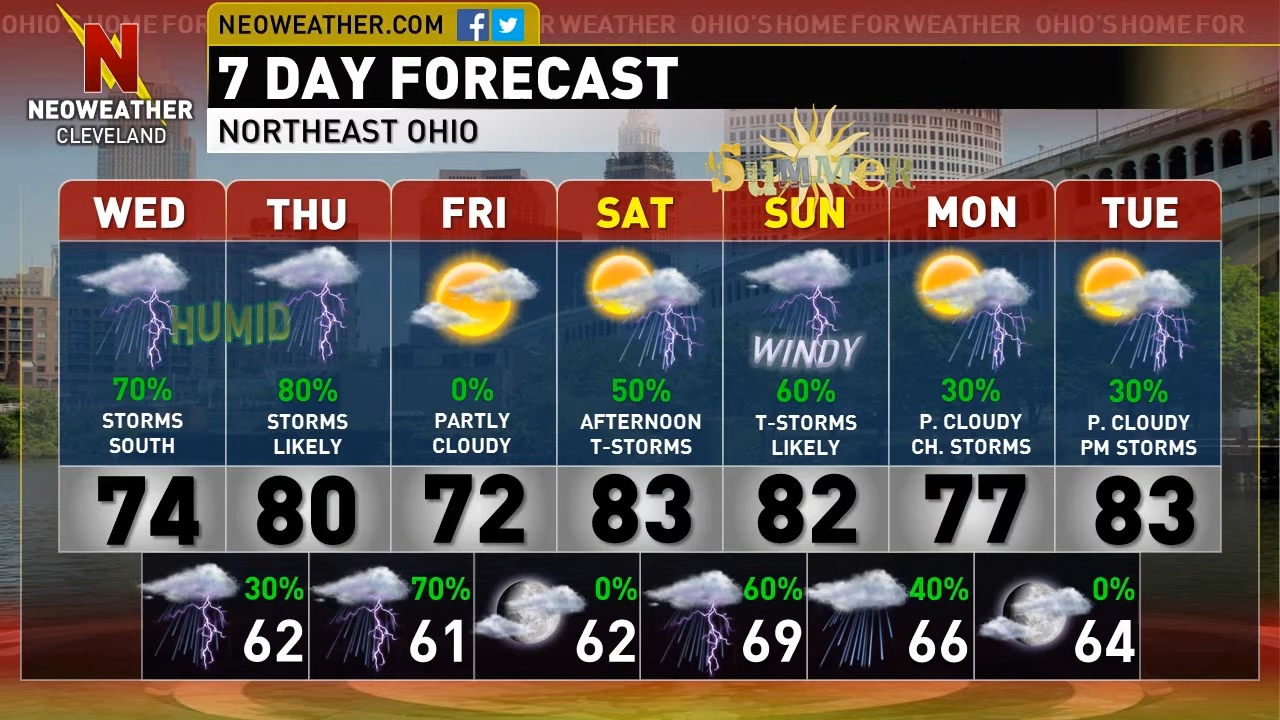 OHIO'S HOME FOR WEATHER OHIO'S HOME FOR WEATHER OHIO'S HOME FOR
NEOWEATHER.COM
N
NEOWEATHER
CLEVELAND
7 DAY FORECAST
NORTHEAST OHIO
SUMMER
WED THU FRI SAT SUN MON TUE
HUMID
WINDY
70% 80% 0% 50% 60% 30% 30%
STORMS STORMS PARTLY AFTERNOON T-STORMS P. CLOUDY P. CLOUDY
SOUTH LIKELY CLOUDY T-STORMS LIKELY CH. STORMS PM STORMS
74 80 72 83 82 77 83
30% 70% 0% 60% 40% 0%
62 61 62 69 66 64